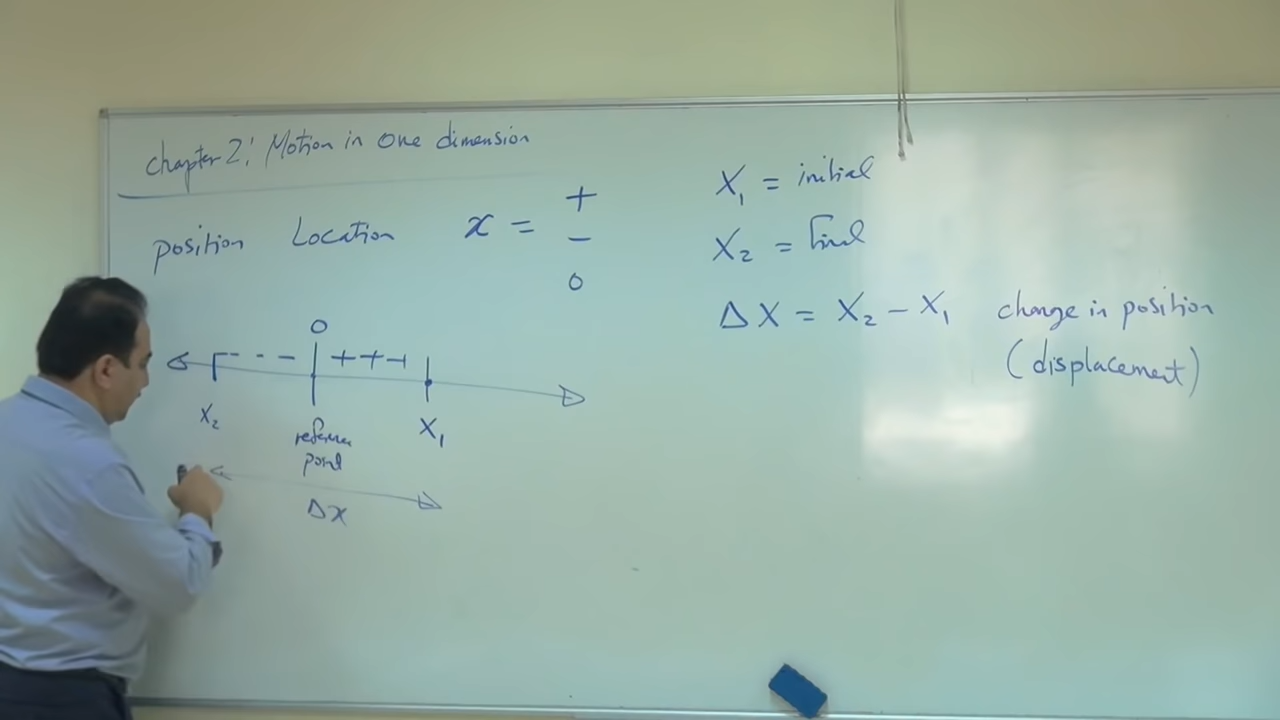 chapter 2: Motion in One dimension
position Location x = + − 0
0
− − − + + +
X₂ reference point X₁
Δx
X₁ = initial
X₂ = Final
ΔX = X₂ − X₁ change in position
(displacement)